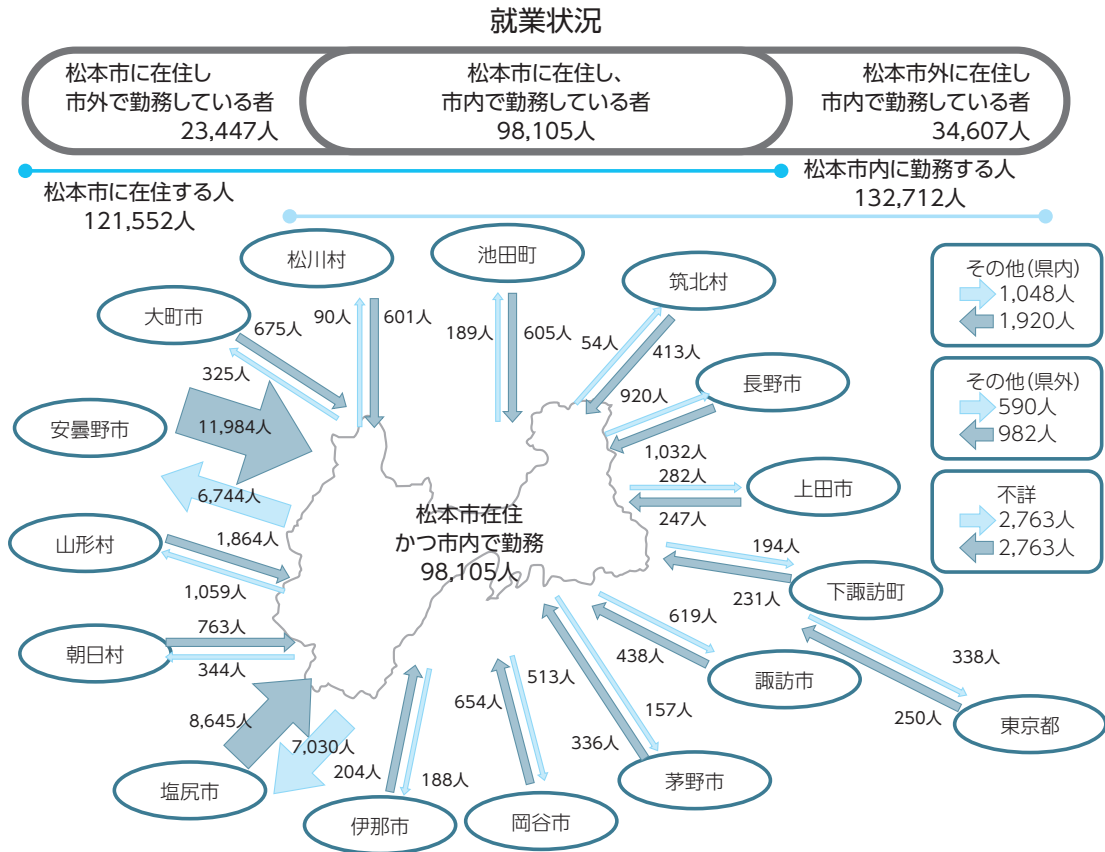 就業状況
松本市に在住し
市外で勤務している者
23,447人
松本市に在住し、
市内で勤務している者
98,105人
松本市外に在住し
市内で勤務している者
34,607人
松本市に在住する人
121,552人
松本市内に勤務する人
132,712人
松川村
90人
601人
池田町
189人
605人
筑北村
54人
413人
大町市
675人
325人
長野市
920人
1,032人
安曇野市
11,984人
6,744人
上田市
282人
247人
山形村
1,864人
1,059人
松本市在住
かつ市内で勤務
98,105人
下諏訪町
194人
231人
朝日村
763人
344人
諏訪市
619人
438人
東京都
338人
250人
塩尻市
8,645人
7,030人
伊那市
204人
188人
岡谷市
654人
513人
茅野市
336人
157人
その他(県内)
1,048人
1,920人
その他(県外)
590人
982人
不詳
2,763人
2,763人